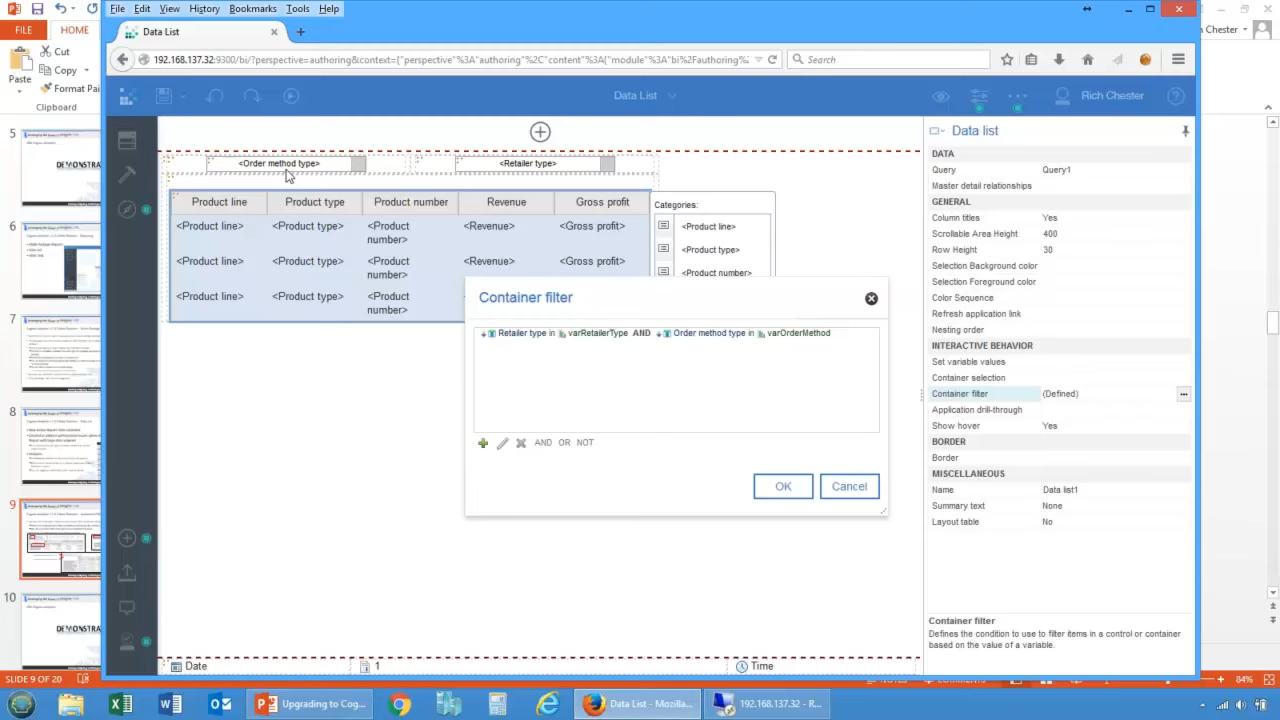 File Edit View History Bookmarks Tools Help
FILE HOME
Chester
Data List
Cut
Copy
Paste
Format Pai
Clipboard
192.168.137.32:9300/bi/?perspective=authoring&context={"perspective"%3A"authoring"%2C"content"%3A{"module"%3A"bi%2Fauthoring%2
Search
Data List
Rich Chester
Data list
<Order method type>
<Retailer type>
Product line Product type Product number Revenue Gross profit
<Product line> <Product type> <Product number> <Revenue> <Gross profit>
<Product line> <Product type> <Product number> <Revenue> <Gross profit>
<Product line> <Product type> <Product number>
Categories:
<Product line>
<Product type>
<Product number>
Container filter
Retailer type in varRetailerType AND Order method type in varOrderMethod
AND OR NOT
OK Cancel
DATA
Query Query1
Master detail relationships
GENERAL
Column titles Yes
Scrollable Area Height 400
Row Height 30
Selection Background color
Selection Foreground color
Color Sequence
Refresh application link
Nesting order
INTERACTIVE BEHAVIOR
Set variable values
Container selection
Container filter (Defined) ...
Application drill-through
Show hover Yes
BORDER
Border
MISCELLANEOUS
Name Data list1
Summary text None
Layout table No
Container filter
Defines the condition to use to filter items in a control or container
based on the value of a variable.
5
DEMONSTRA
6
7
8
9
10
DEMONSTRA
Date 1 Time
SLIDE 9 OF 20
84%
Upgrading to Cog...
Data List - Mozilla...
192.168.137.32 - R...